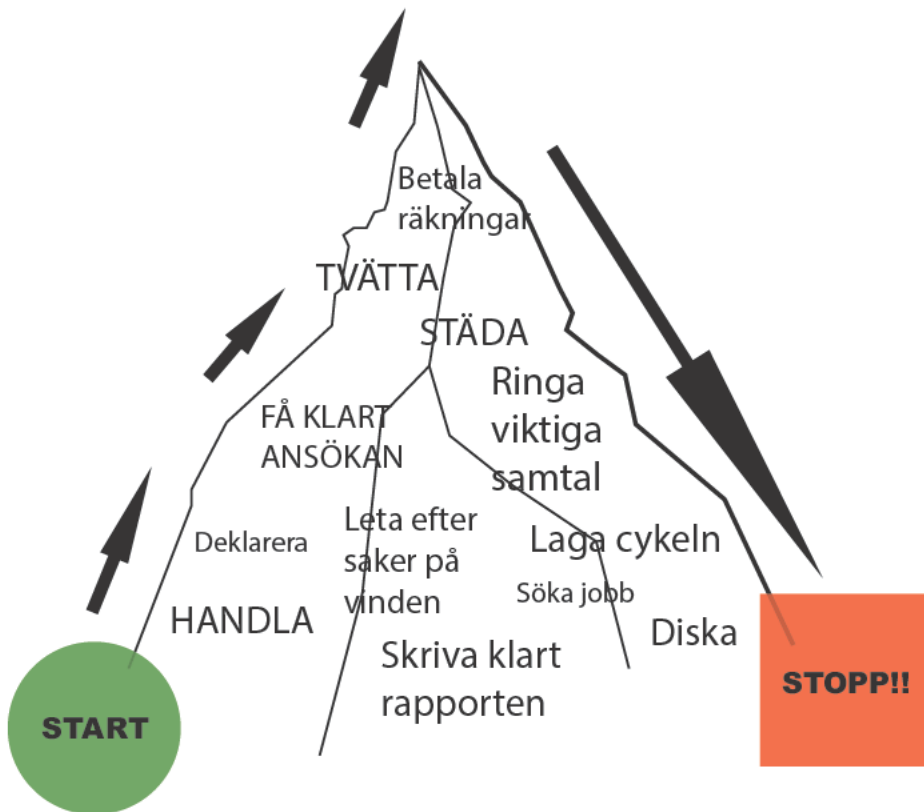 Betala
räkningar
TVÄTTA
STÄDA
Ringa
viktiga
samtal
FÅ KLART
ANSÖKAN
Leta efter
saker på
vinden
Deklarera
Laga cykeln
Söka jobb
HANDLA
Diska
Skriva klart
rapporten
START
STOPP!!